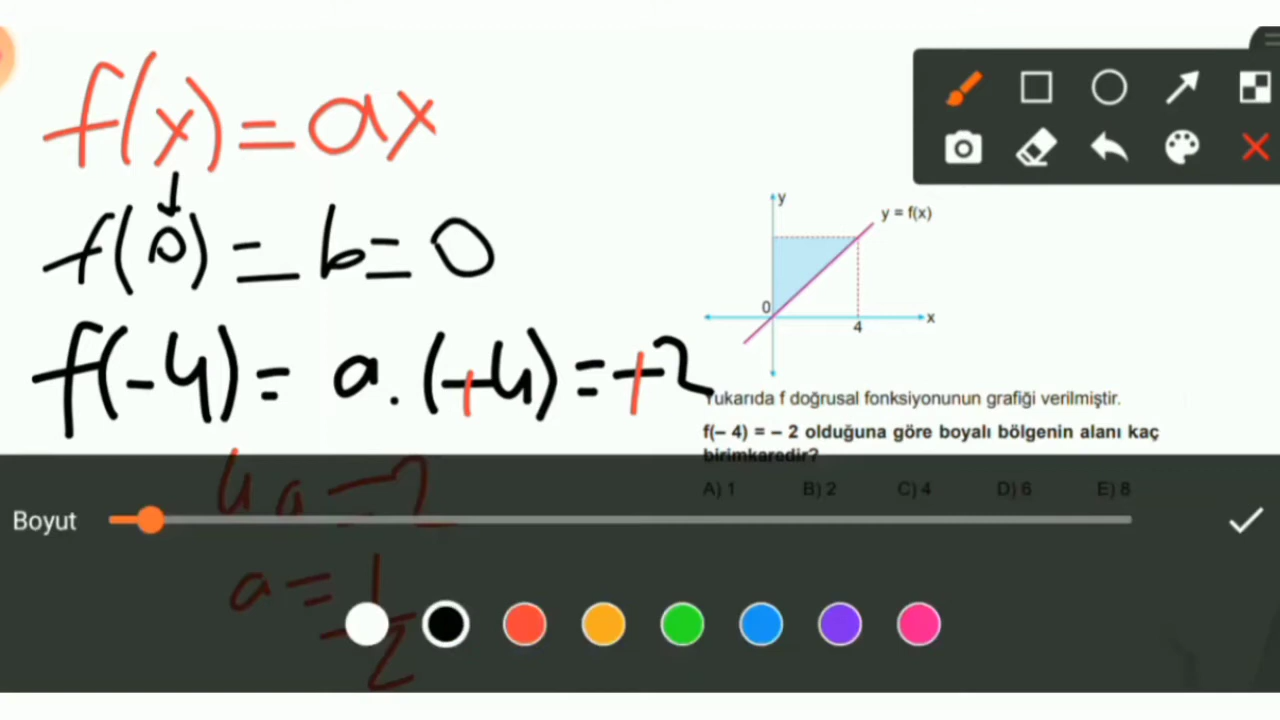 f(x) = ax
f(0) = b = 0
f(-4) = a.(+4) = +2
4a = 2
a = 1/2
y
y = f(x)
0
4
x
Yukarıda f doğrusal fonksiyonunun grafiği verilmiştir.
f(– 4) = – 2 olduğuna göre boyalı bölgenin alanı kaç
birimkaredir?
A) 1 B) 2 C) 4 D) 6 E) 8
Boyut